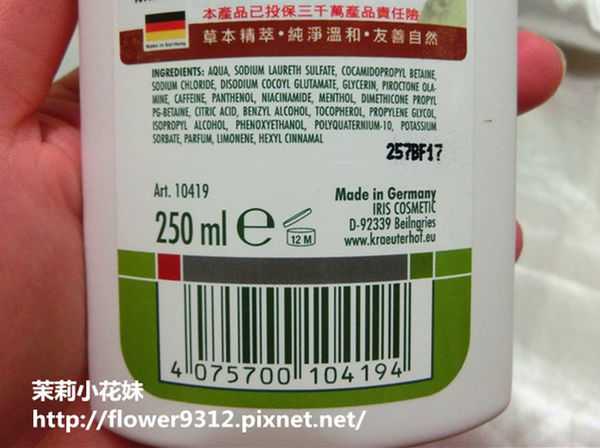 本產品已投保三千萬產品責任險
草本精萃•純淨溫和•友善自然
INGREDIENTS: AQUA, SODIUM LAURETH SULFATE, COCAMIDOPROPYL BETAINE,
SODIUM CHLORIDE, DISODIUM COCOYL GLUTAMATE, GLYCERIN, PIROCTONE OLA-
MINE, CAFFEINE, PANTHENOL, NIACINAMIDE, MENTHOL, DIMETHICONE PROPYL
PG-BETAINE, CITRIC ACID, BENZYL ALCOHOL, TOCOPHEROL, PROPYLENE GLYCOL,
ISOPROPYL ALCOHOL, PHENOXYETHANOL, POLYQUATERNIUM-10, POTASSIUM
SORBATE, PARFUM, LIMONENE, HEXYL CINNAMAL
257BF17
Art. 10419
250 ml e
12 M
Made in Germany
IRIS COSMETIC
D-92339 Beilngries
www.kraeuterhof.eu
4 075700 104194
茉莉小花妹
http://flower9312.pixnet.net/